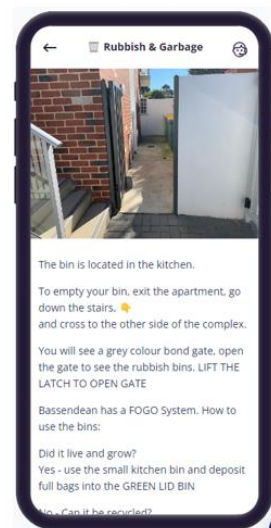 Rubbish & Garbage
The bin is located in the kitchen.
To empty your bin, exit the apartment, go
down the stairs. 👇
and cross to the other side of the complex.
You will see a grey colour bond gate, open
the gate to see the rubbish bins. LIFT THE
LATCH TO OPEN GATE
Bassendean has a FOGO System. How to
use the bins:
Did it live and grow?
Yes - use the small kitchen bin and deposit
full bags into the GREEN LID BIN
No - Can it be recycled?